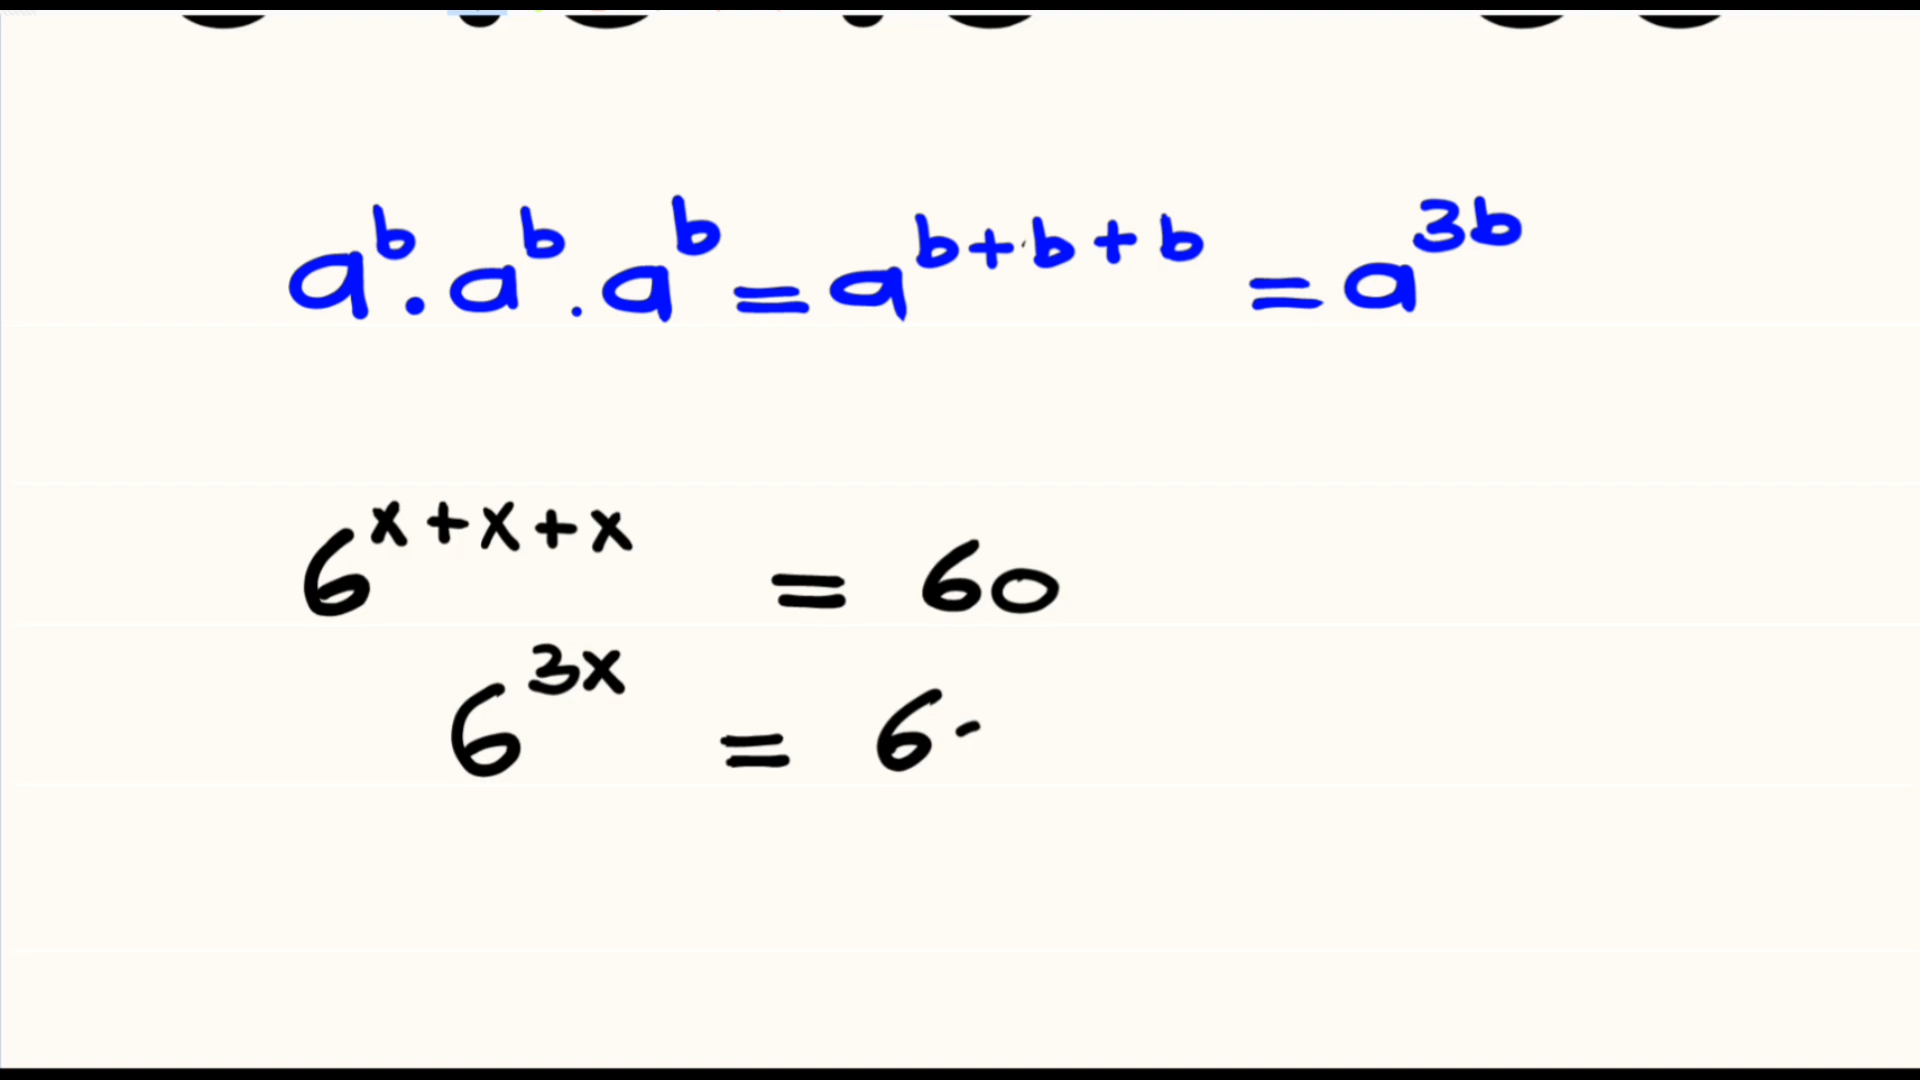 a^b . a^b . a^b = a^{b+b+b} = a^{3b}
6^{x+x+x} = 60
6^{3x} = 6